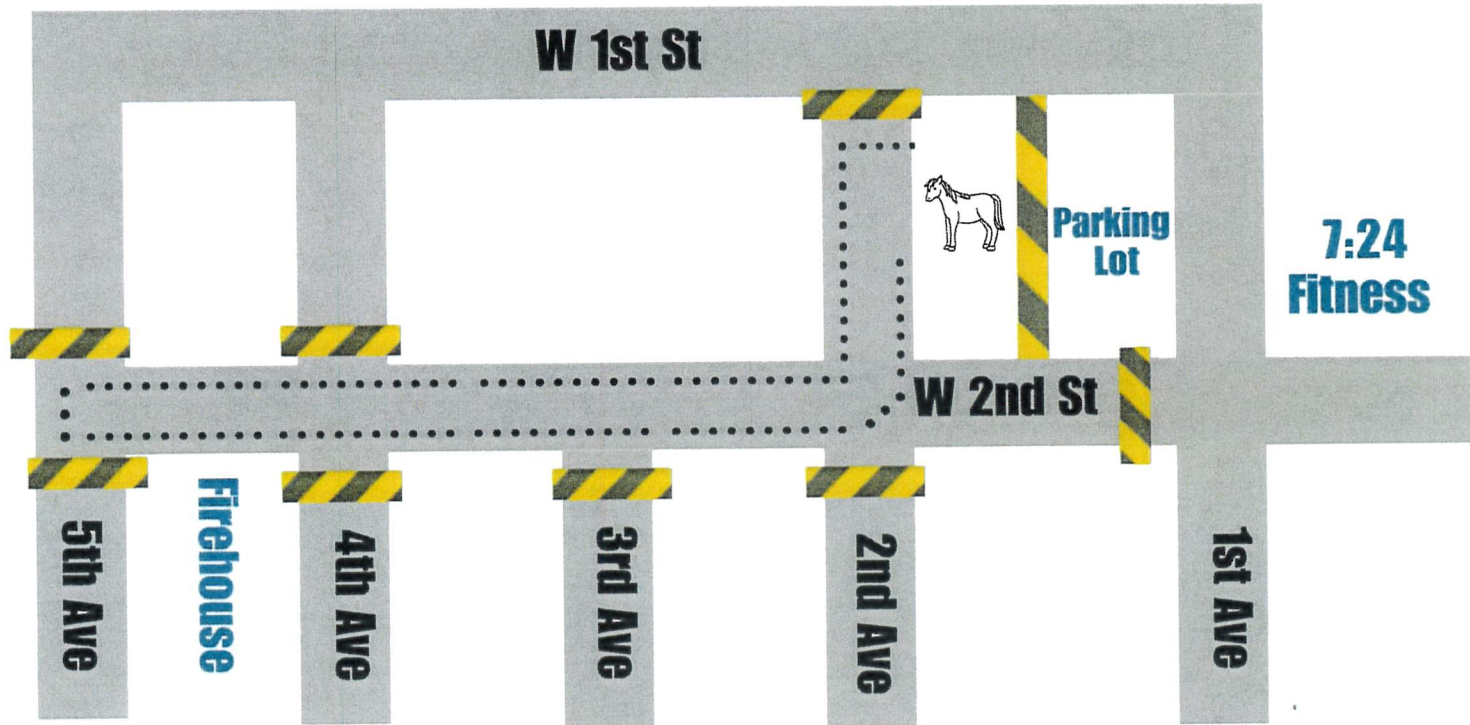 W 1st St
Parking
Lot
7:24
Fitness
W 2nd St
5th Ave
Firehouse
4th Ave
3rd Ave
2nd Ave
1st Ave